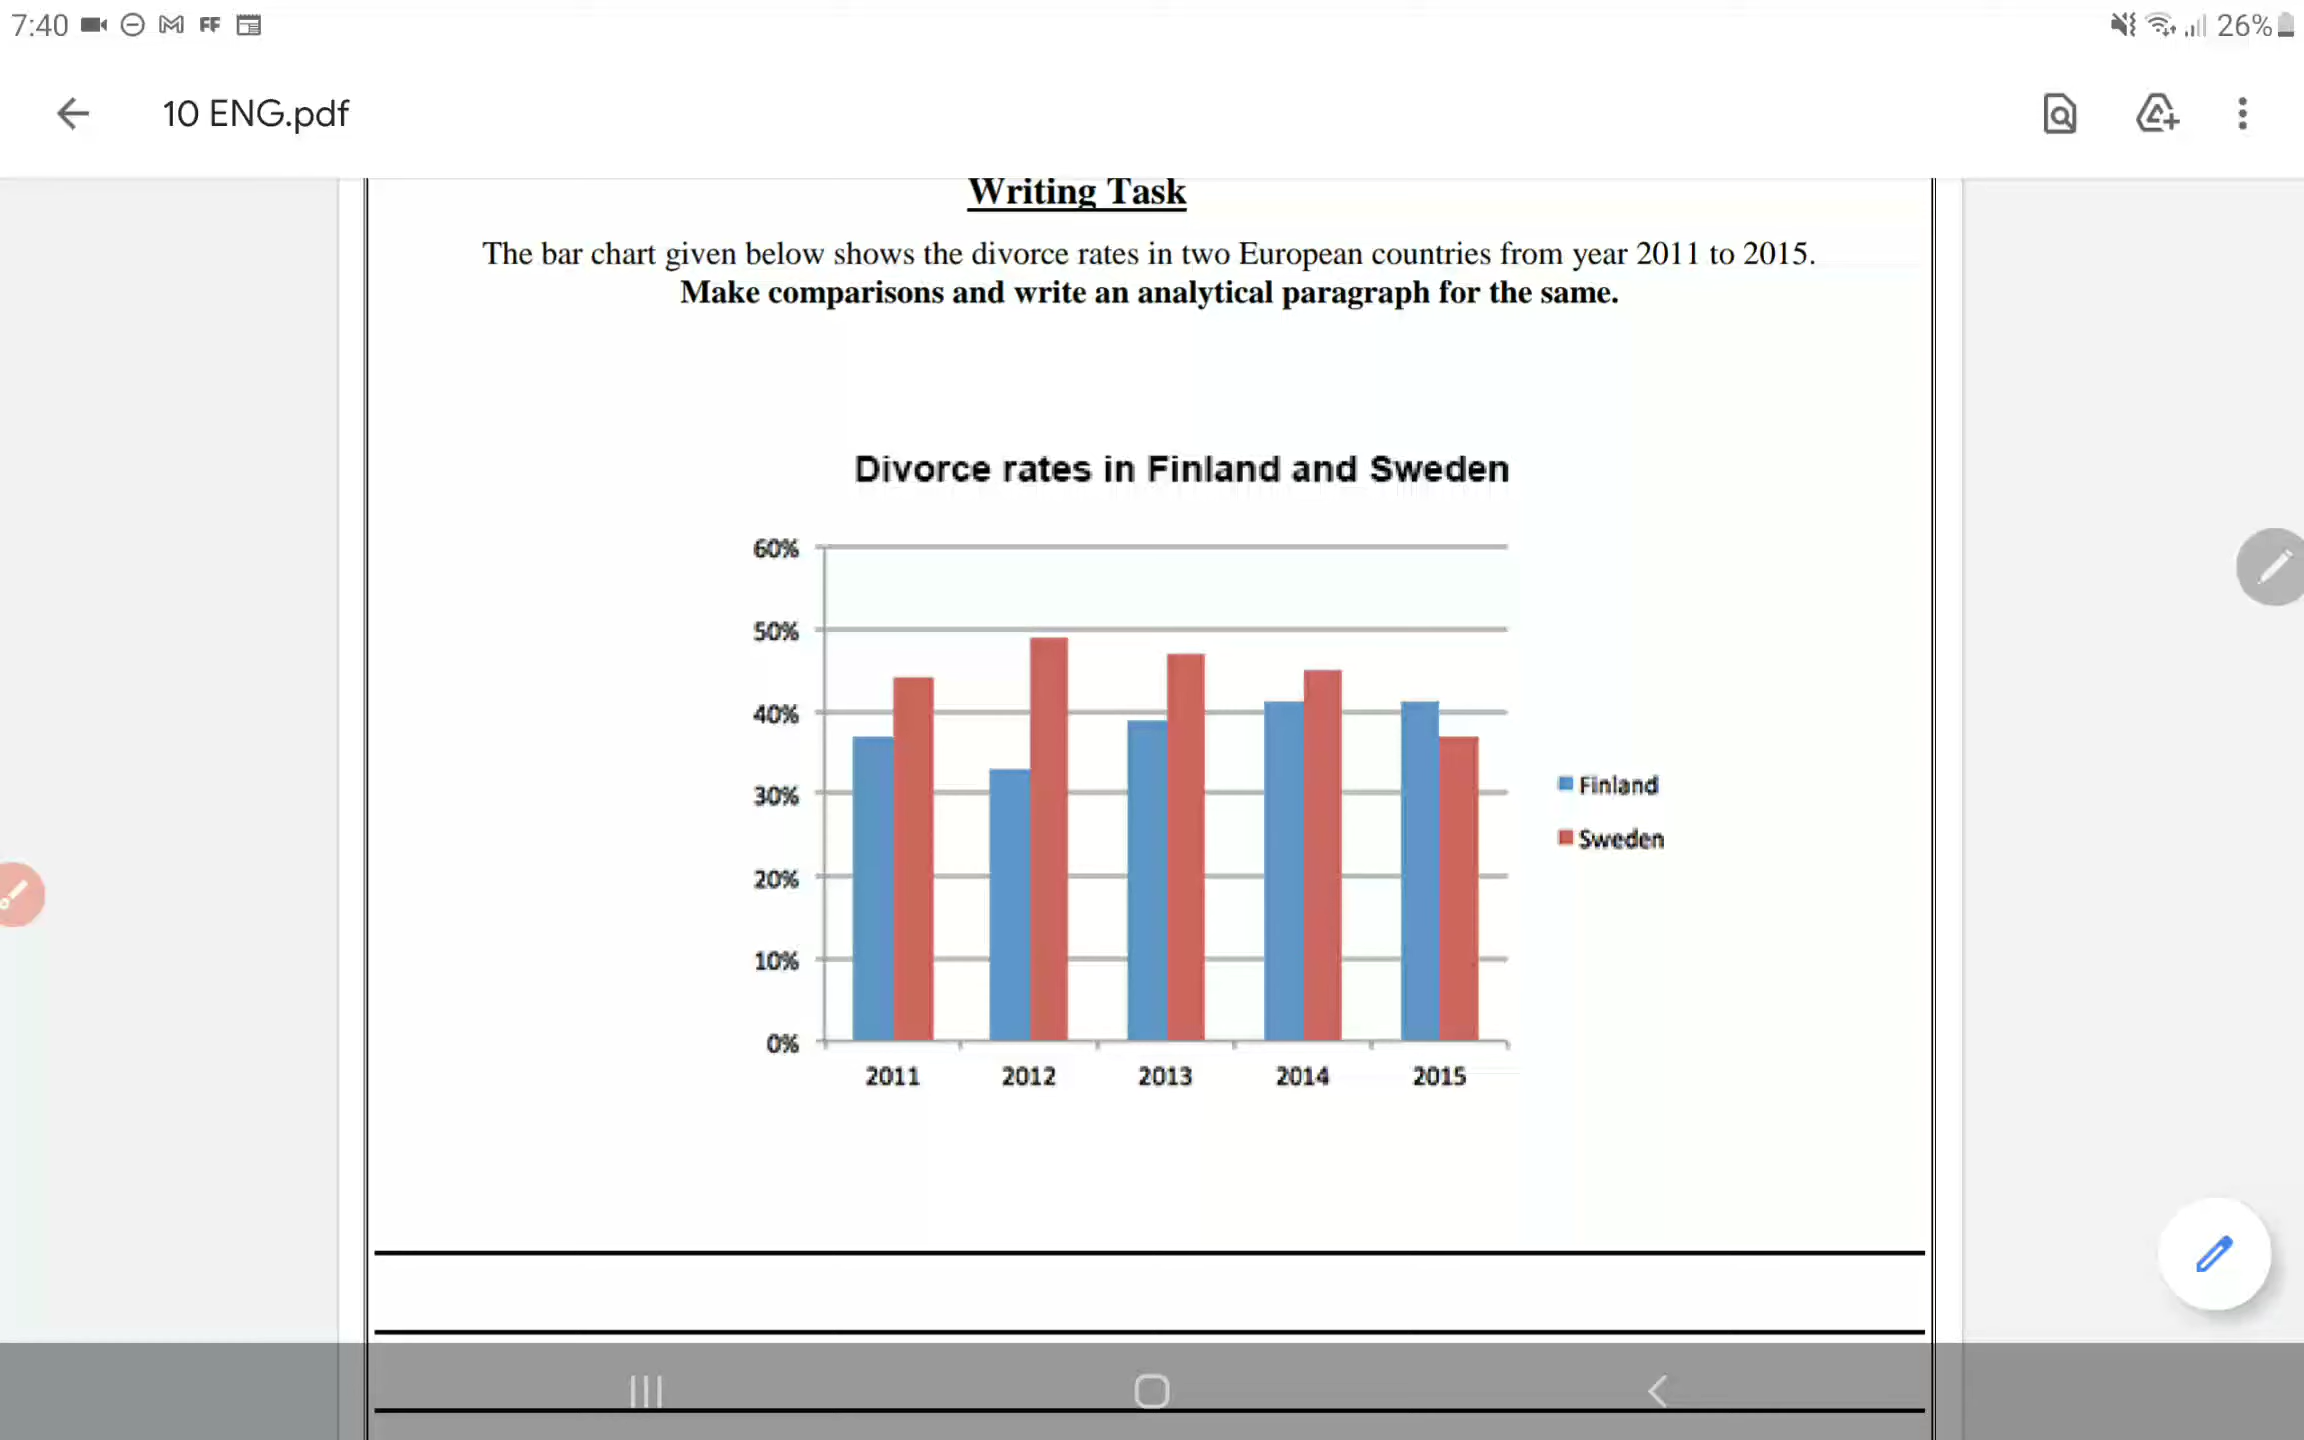 7:40 26%
10 ENG.pdf
Writing Task
The bar chart given below shows the divorce rates in two European countries from year 2011 to 2015.
Make comparisons and write an analytical paragraph for the same.
Divorce rates in Finland and Sweden
60%
50%
40%
30%
20%
10%
0%
2011 2012 2013 2014 2015
Finland
Sweden